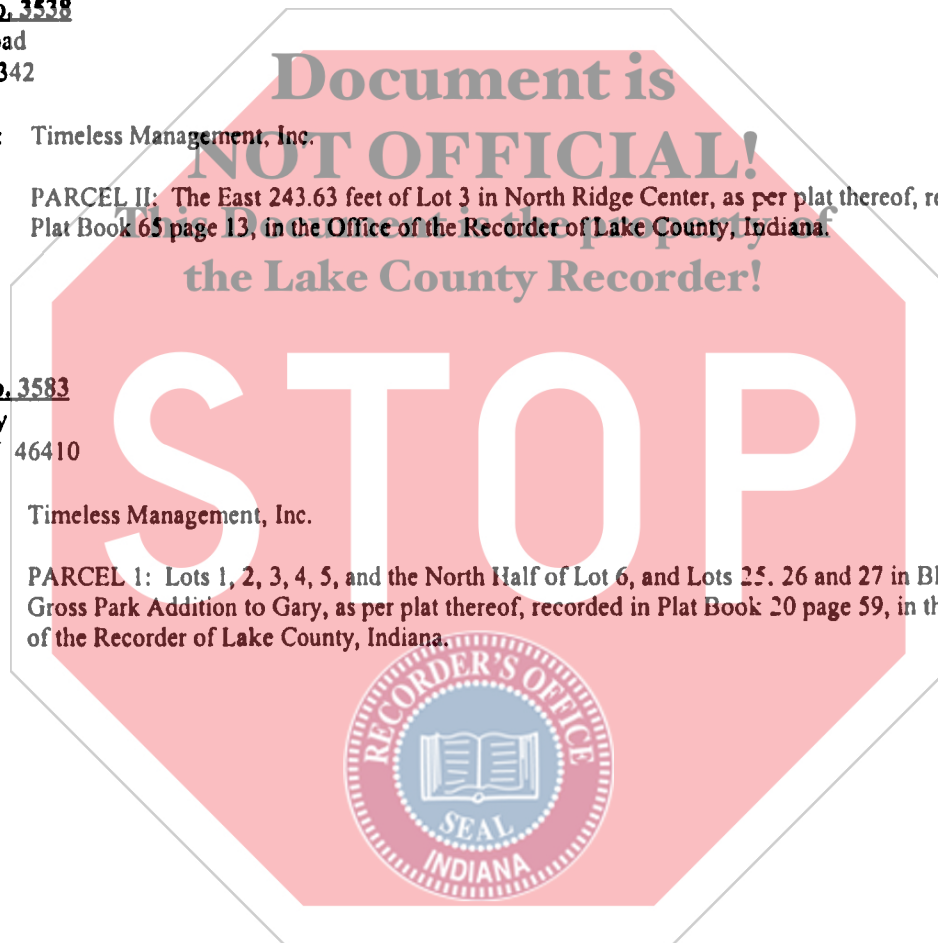 o. 3538
oad
342
Document is
: Timeless Management, Inc.
NOT OFFICIAL!
PARCEL II: The East 243.63 feet of Lot 3 in North Ridge Center, as per plat thereof, re
This Document is the property of
Plat Book 65 page 13, in the Office of the Recorder of Lake County, Indiana.
the Lake County Recorder!
STOP
o. 3583
y
46410
Timeless Management, Inc.
PARCEL 1: Lots 1, 2, 3, 4, 5, and the North Half of Lot 6, and Lots 25. 26 and 27 in Bl
Gross Park Addition to Gary, as per plat thereof, recorded in Plat Book 20 page 59, in th
of the Recorder of Lake County, Indiana.
RECORDER'S OFFICE
SEAL
INDIANA